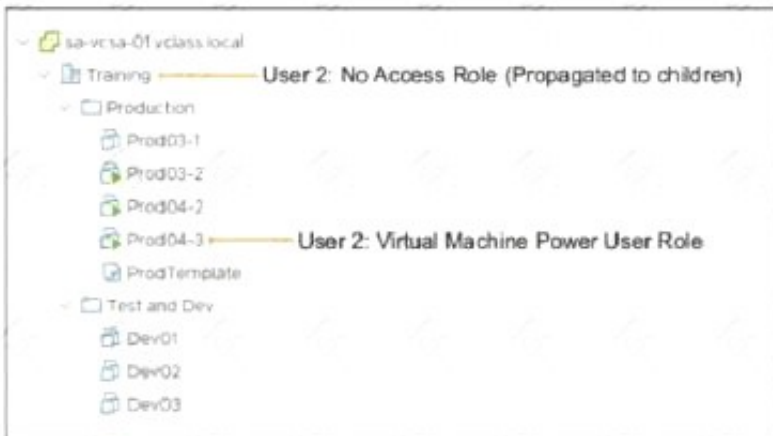 sa-vcsa-01.vclass.local
Training User 2: No Access Role (Propagated to children)
Production
Prod03-1
Prod03-2
Prod04-2
Prod04-3 User 2: Virtual Machine Power User Role
ProdTemplate
Test and Dev
Dev01
Dev02
Dev03